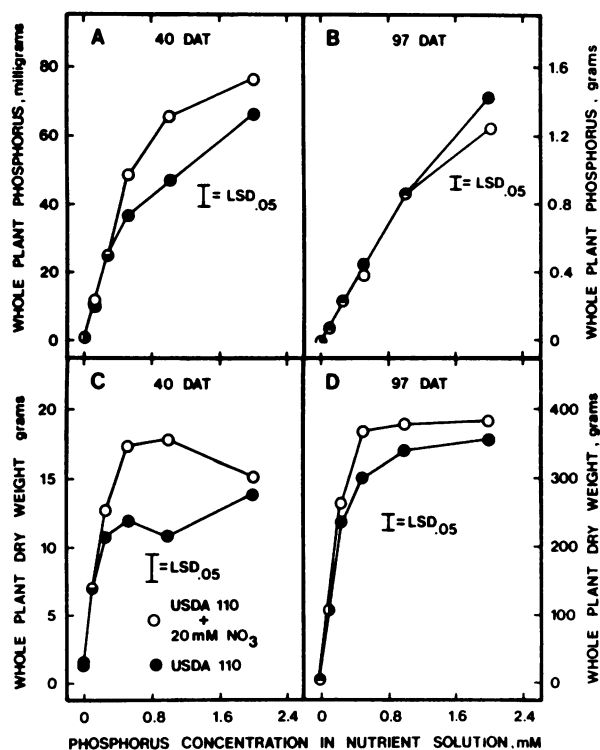 A 40 DAT
B 97 DAT
WHOLE PLANT PHOSPHORUS, milligrams
80
60
40
20
0
I = LSD.05
I = LSD.05
1.6
1.2
0.8
0.4
0
WHOLE PLANT PHOSPHORUS, grams
C 40 DAT
D 97 DAT
WHOLE PLANT DRY WEIGHT grams
20
15
10
5
0
I = LSD.05
USDA 110
+
20 mM NO3
USDA 110
I = LSD.05
400
300
200
100
0
WHOLE PLANT DRY WEIGHT, grams
0 0.8 1.6 2.4 0 0.8 1.6 2.4
PHOSPHORUS CONCENTRATION IN NUTRIENT SOLUTION, mM